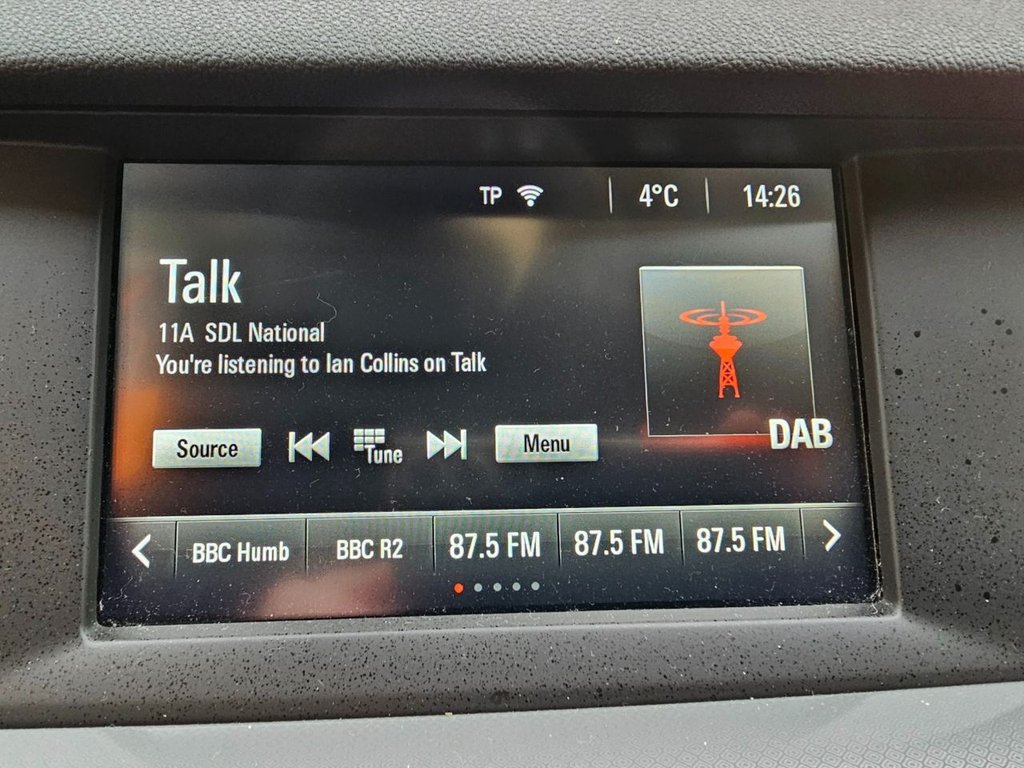 TP 4°C 14:26
Talk
11A SDL National
You're listening to Ian Collins on Talk
DAB
Source Tune Menu
BBC Humb BBC R2 87.5 FM 87.5 FM 87.5 FM